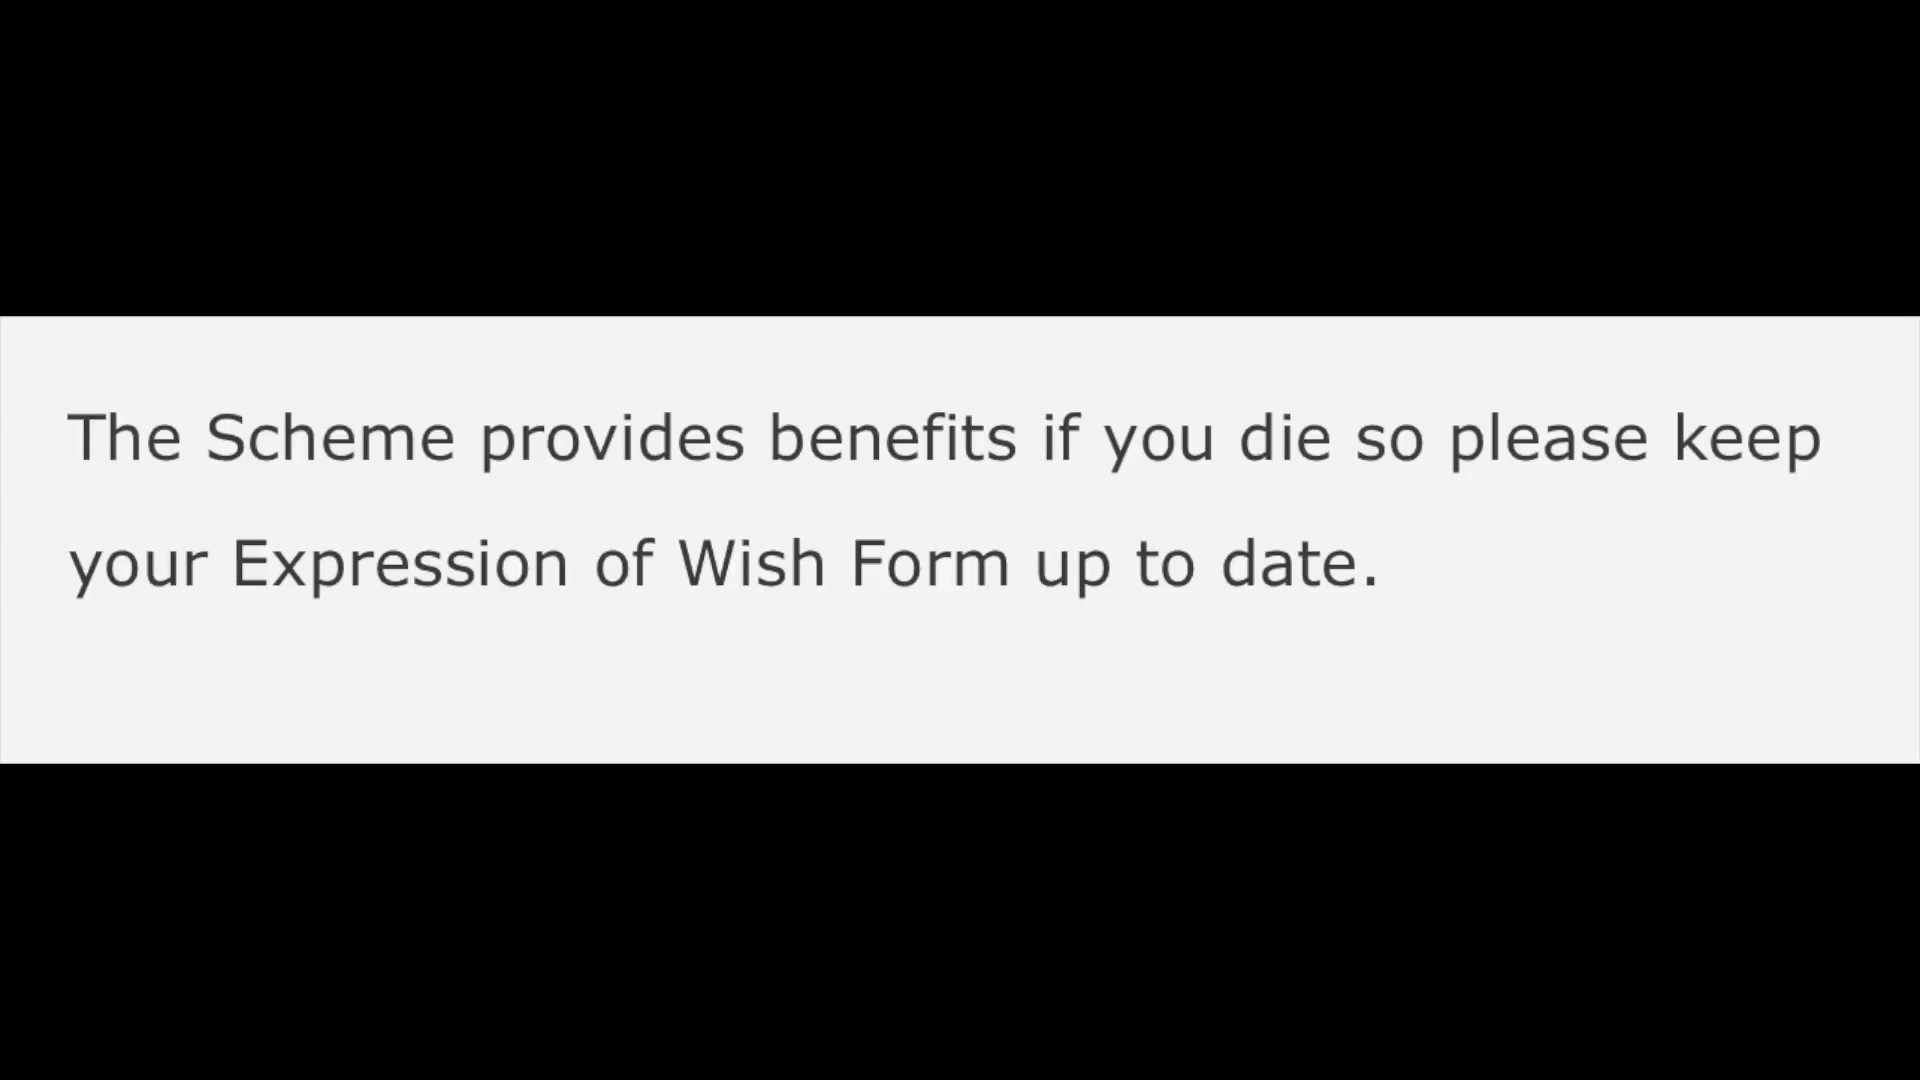 The Scheme provides benefits if you die so please keep
your Expression of Wish Form up to date.